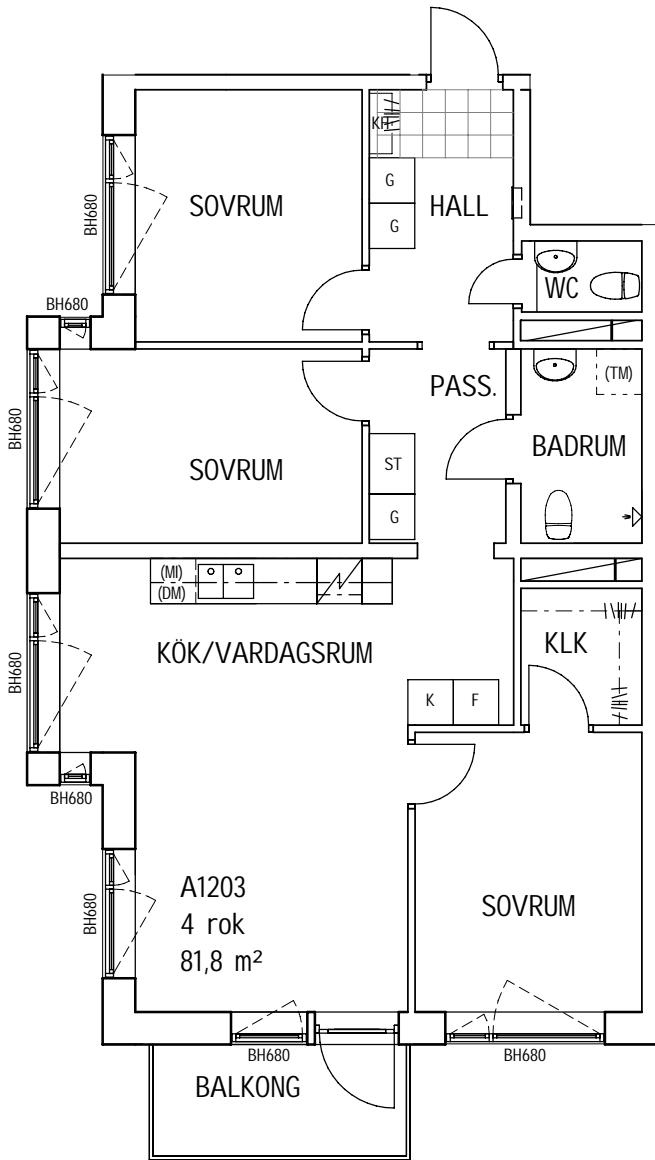 KH
G
SOVRUM
HALL
G
BH680
WC
BH680
(TM)
PASS.
BADRUM
BH680
SOVRUM
ST
G
(MI)
(DM)
KÖK/VARDAGSRUM
KLK
BH680
K
F
BH680
A1203
4 rok
81,8 m²
SOVRUM
BH680
BH680
BH680
BALKONG